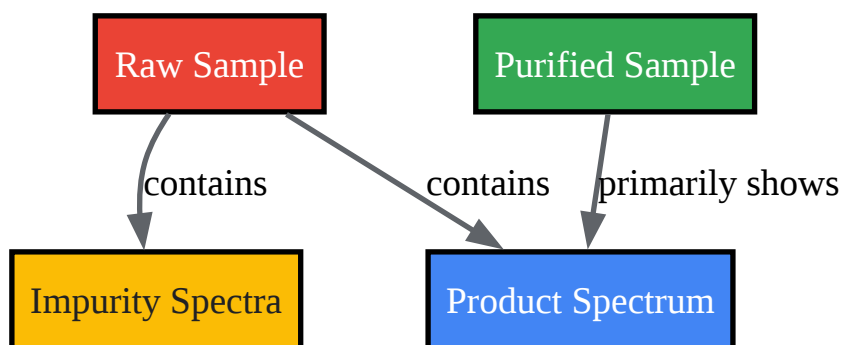 Raw Sample
Purified Sample
contains
contains
primarily shows
Impurity Spectra
Product Spectrum